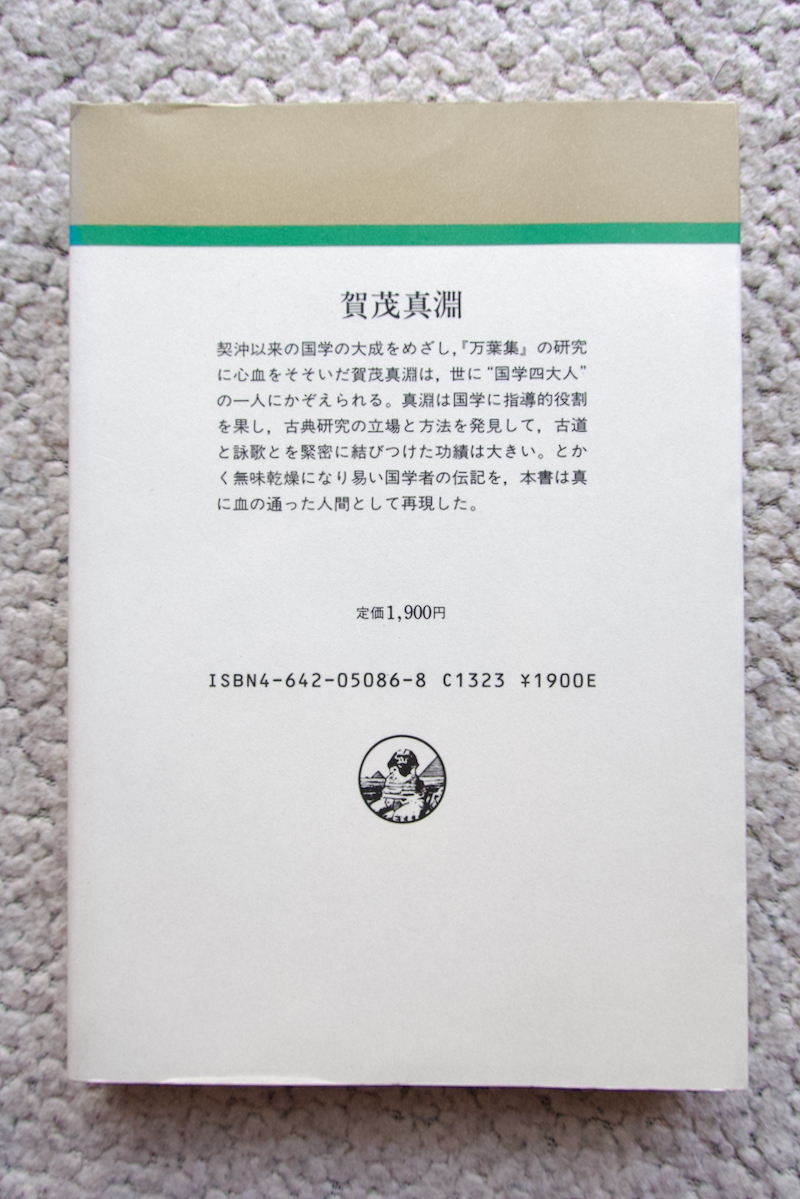 賀茂真淵
契沖以来の国学の大成をめざし，『万葉集』の研究
に心血をそそいだ賀茂真淵は，世に“国学四大人”
の一人にかぞえられる。真淵は国学に指導的役割
を果し，古典研究の立場と方法を発見して，古道
と詠歌とを緊密に結びつけた功績は大きい。とか
く無味乾燥になり易い国学者の伝記を，本書は真
に血の通った人間として再現した。
定価1,900円
ISBN4-642-05086-8 C1323 ¥1900E